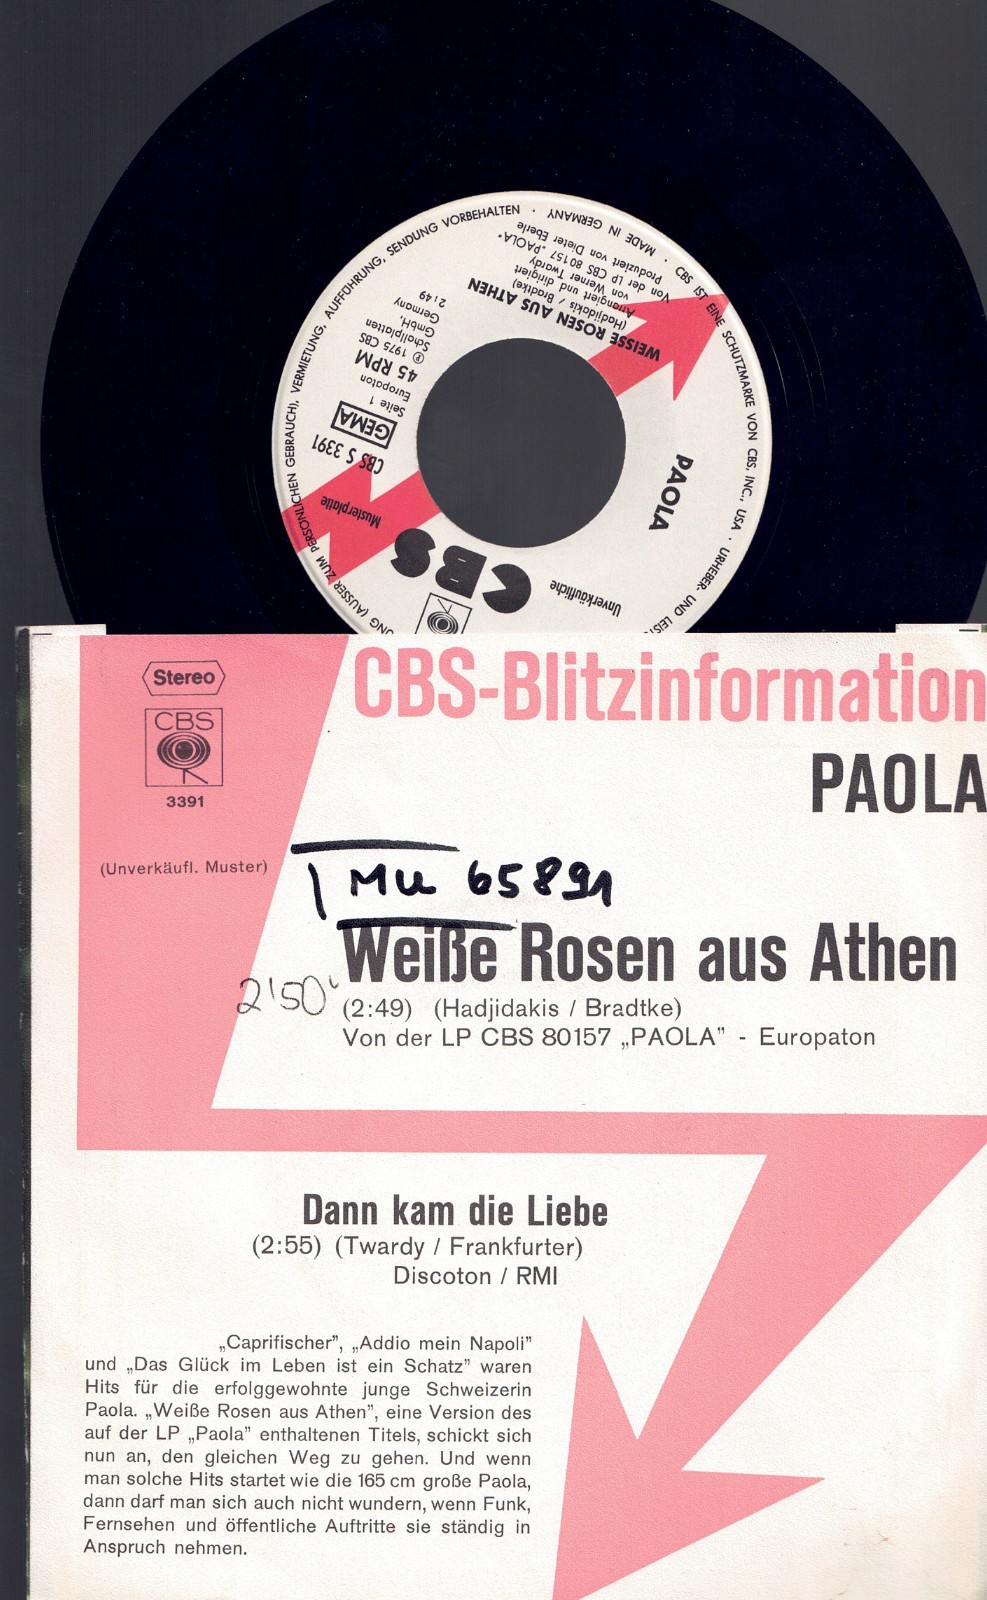 MADE IN GERMANY · CBS IST EINE SCHUTZMARKE VON CBS, INC., USA · URHEBER- UND LEIST
UNG (AUSSER ZUM PERSÖNLICHEN GEBRAUCH), VERMIETUNG, AUFFÜHRUNG, SENDUNG VORBEHALTEN ·
CBS
Unverkäufliche
Musterplatte
PAOLA
CBS S 3391
GEMA
Seite 1
Europaton
45 RPM
℗ 1975 CBS
Schallplatten
GmbH,
Germany
2:49
WEISSE ROSEN AUS ATHEN
(Hadjidakis / Bradtke)
Arrangiert und dirigiert
von Werner Twardy
Von der LP CBS 80157 „PAOLA"
Produziert von Dieter Eberle
Stereo
CBS
3391
(Unverkäufl. Muster)
CBS-Blitzinformation
PAOLA
MU 65891
Weiße Rosen aus Athen
2'50"
(2:49) (Hadjidakis / Bradtke)
Von der LP CBS 80157 „PAOLA” - Europaton
Dann kam die Liebe
(2:55) (Twardy / Frankfurter)
Discoton / RMI
„Caprifischer”, „Addio mein Napoli”
und „Das Glück im Leben ist ein Schatz” waren
Hits für die erfolggewohnte junge Schweizerin
Paola. „Weiße Rosen aus Athen”, eine Version des
auf der LP „Paola” enthaltenen Titels, schickt sich
nun an, den gleichen Weg zu gehen. Und wenn
man solche Hits startet wie die 165 cm große Paola,
dann darf man sich auch nicht wundern, wenn Funk,
Fernsehen und öffentliche Auftritte sie ständig in
Anspruch nehmen.